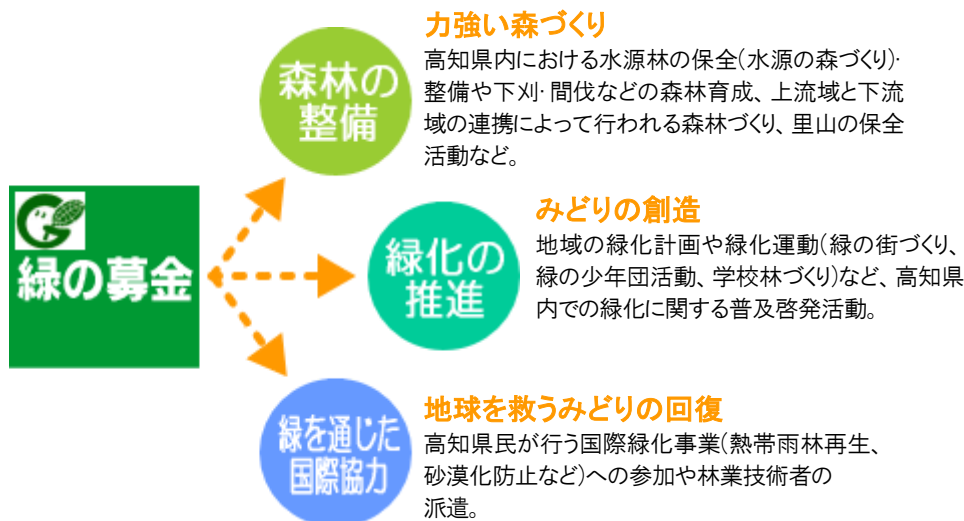 力強い森づくり
森林の
整備
高知県内における水源林の保全(水源の森づくり)･
整備や下刈･間伐などの森林育成、上流域と下流
域の連携によって行われる森林づくり、里山の保全
活動など。
緑の募金
みどりの創造
緑化の
推進
地域の緑化計画や緑化運動(緑の街づくり、
緑の少年団活動、学校林づくり)など、高知県
内での緑化に関する普及啓発活動。
地球を救うみどりの回復
緑を通じた
国際協力
高知県民が行う国際緑化事業(熱帯雨林再生、
砂漠化防止など)への参加や林業技術者の
派遣。